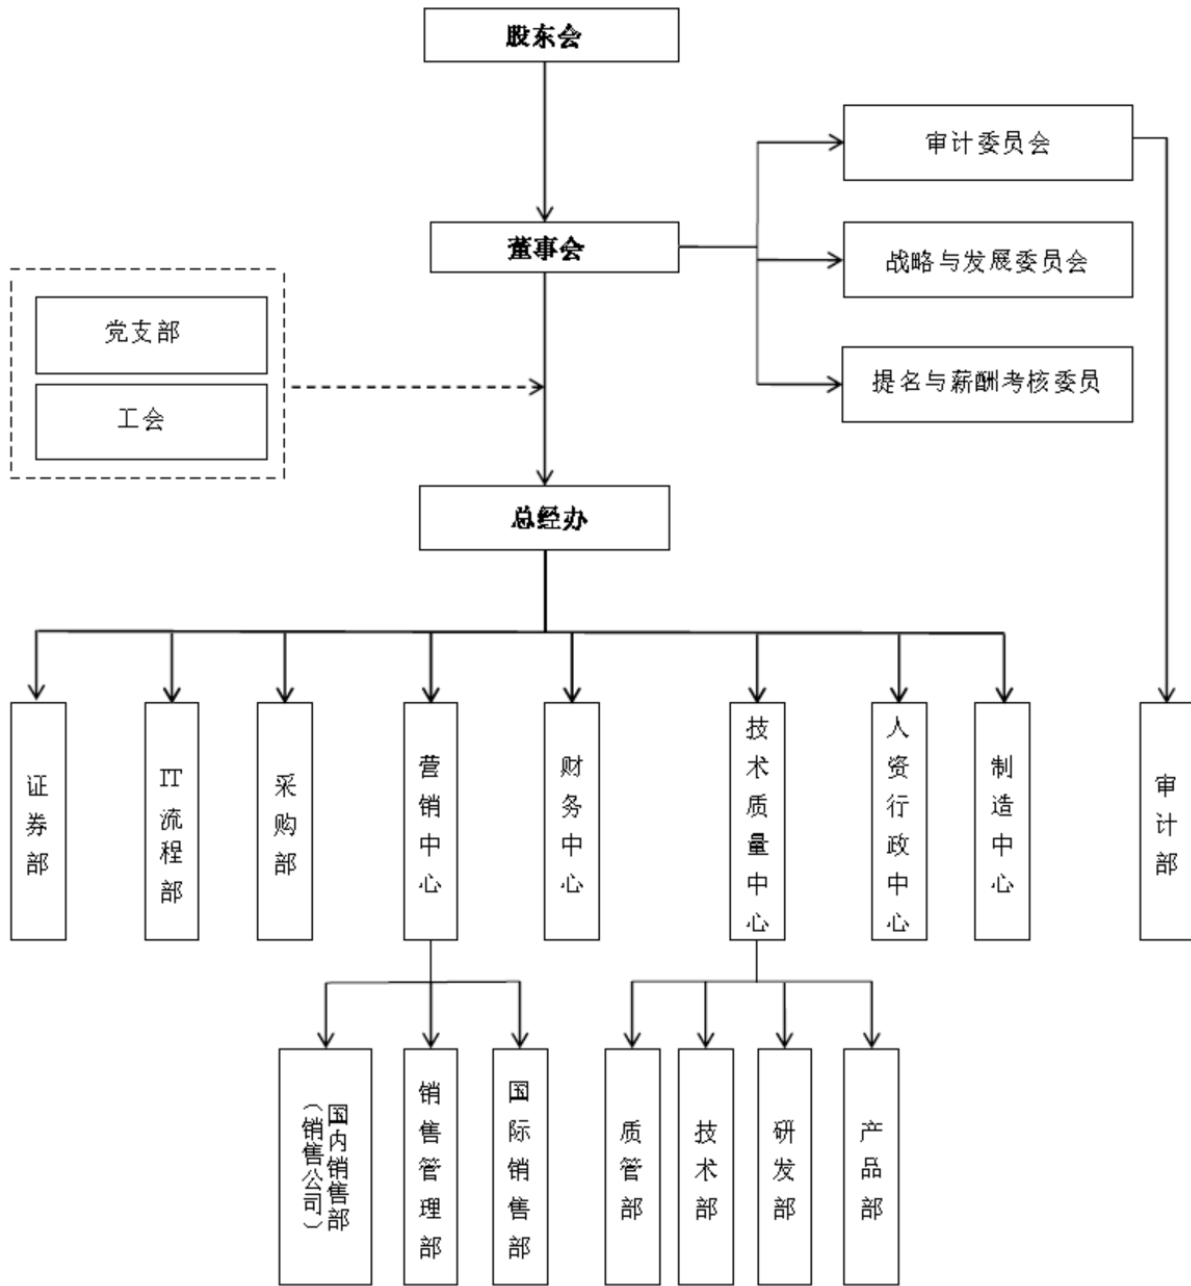 股东会
审计委员会
董事会
战略与发展委员会
党支部
提名与薪酬考核委员
工会
总经办
证券部
IT流程部
采购部
营销中心
财务中心
技术质量中心
人资行政中心
制造中心
审计部
国内销售部
（销售公司）
销售管理部
国际销售部
质管部
技术部
研发部
产品部